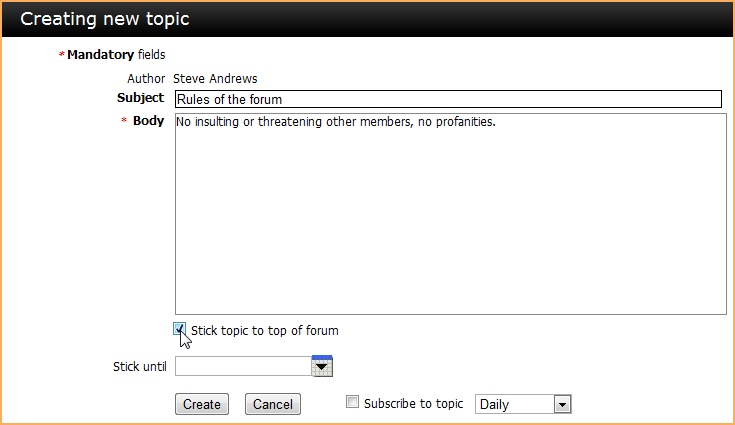 Creating new topic
* Mandatory fields
Author Steve Andrews
Subject Rules of the forum
* Body No insulting or threatening other members, no profanities.
Stick topic to top of forum
Stick until
Create Cancel Subscribe to topic Daily